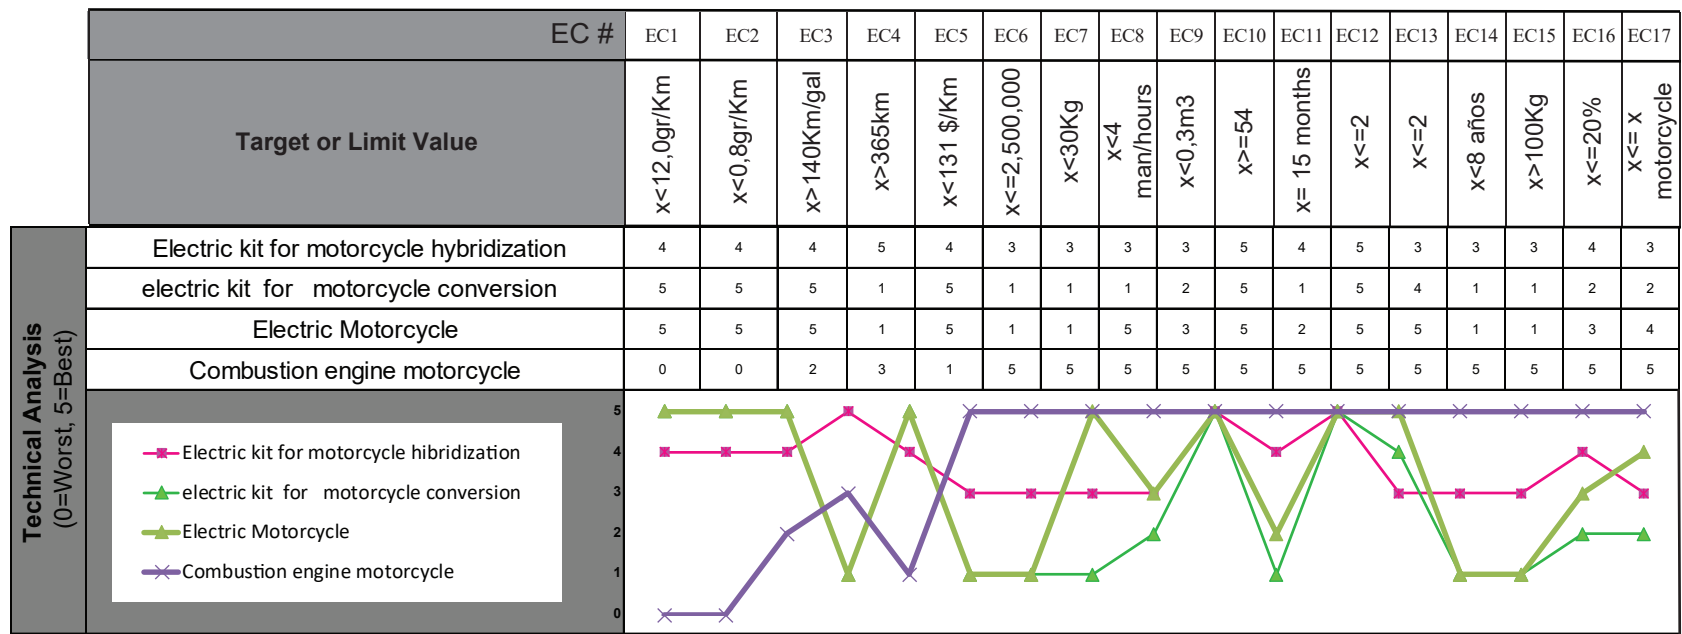 EC # EC1 EC2 EC3 EC4 EC5 EC6 EC7 EC8 EC9 EC10 EC11 EC12 EC13 EC14 EC15 EC16 EC17
Target or Limit Value
x<12,0gr/Km
x<0,8gr/Km
x>140Km/gal
x>365km
x<131 $/Km
x<=2,500,000
x<30Kg
x<4
man/hours
x<0,3m3
x>=54
x= 15 months
x<=2
x<=2
x<8 años
x>100Kg
x<=20%
x<= x
motorcycle
Technical Analysis
(0=Worst, 5=Best)
Electric kit for motorcycle hybridization 4 4 4 5 4 3 3 3 3 5 4 5 3 3 3 4 3
electric kit for motorcycle conversion 5 5 5 1 5 1 1 1 2 5 1 5 4 1 1 2 2
Electric Motorcycle 5 5 5 1 5 1 1 5 3 5 2 5 5 1 1 3 4
Combustion engine motorcycle 0 0 2 3 1 5 5 5 5 5 5 5 5 5 5 5 5
5
4
3
2
1
0
Electric kit for motorcycle hibridization
electric kit for motorcycle conversion
Electric Motorcycle
Combustion engine motorcycle